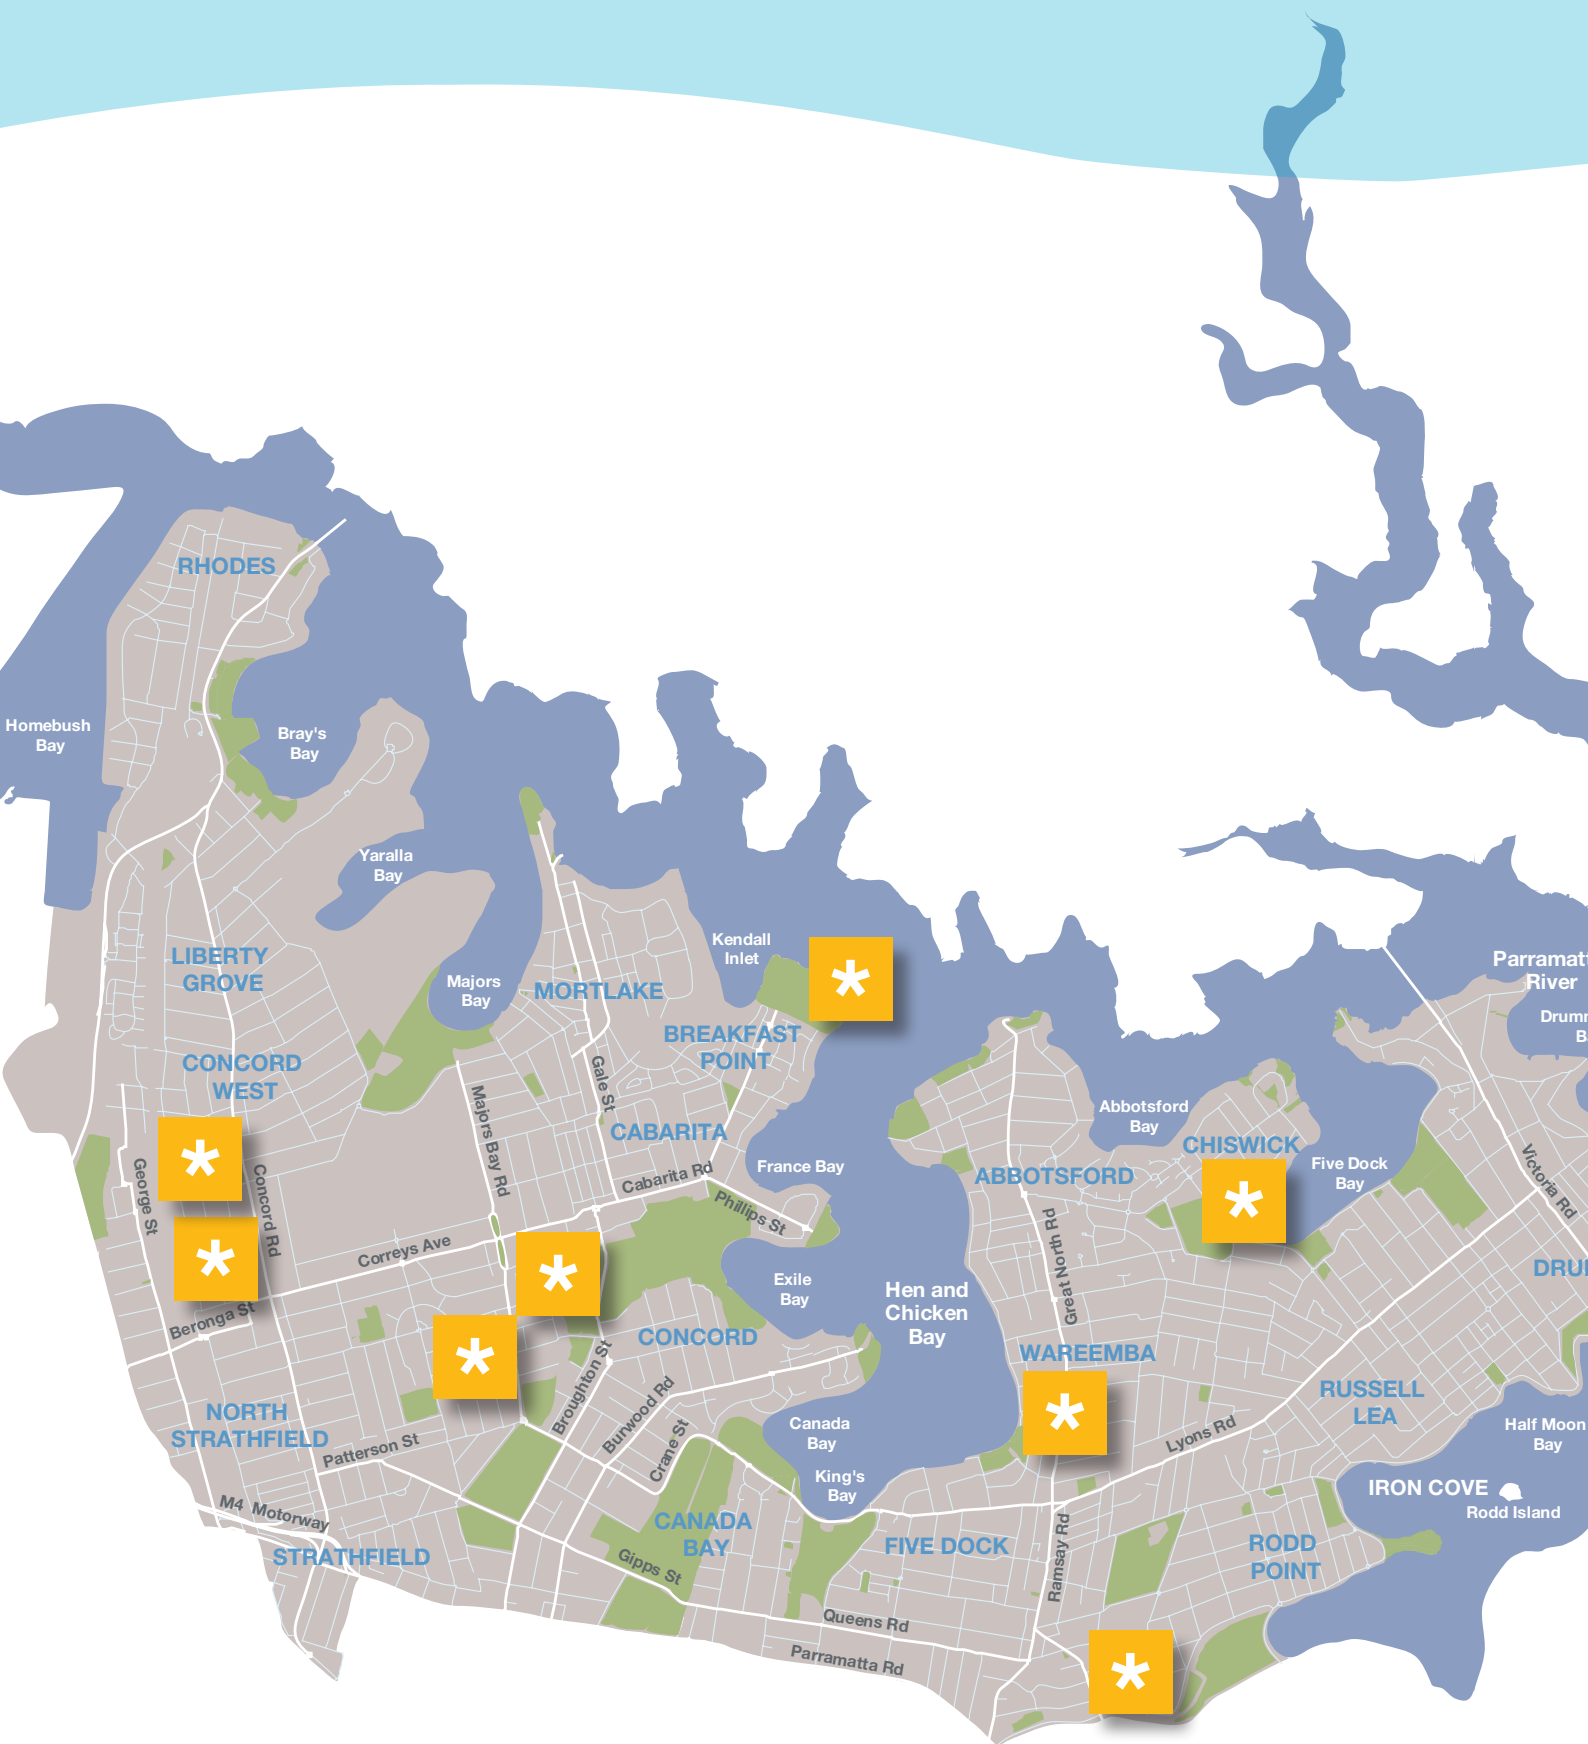 RHODES
Homebush
Bay
Bray's
Bay
Yaralla
Bay
LIBERTY
GROVE
Majors
Bay
MORTLAKE
Kendall
Inlet
*
BREAKFAST
POINT
Parramatt
River
Drumm
B
CONCORD
WEST
Gale St
Majors Bay Rd
CABARITA
Abbotsford
Bay
CHISWICK
Five Dock
Bay
*
Victoria Rd
ABBOTSFORD
France Bay
Cabarita Rd
Phillips St
*
George St
Concord Rd
*
Correys Ave
*
Beronga St
Exile
Bay
Hen and
Chicken
Bay
Great North Rd
DRU
CONCORD
*
Broughton St
WAREEMBA
*
RUSSELL
LEA
Burwood Rd
Crane St
NORTH
STRATHFIELD
Patterson St
Canada
Bay
King's
Bay
Lyons Rd
Half Moon
Bay
IRON COVE
Rodd Island
M4 Motorway
STRATHFIELD
CANADA
BAY
Gipps St
FIVE DOCK
Ramsay Rd
RODD
POINT
Queens Rd
Parramatta Rd
*